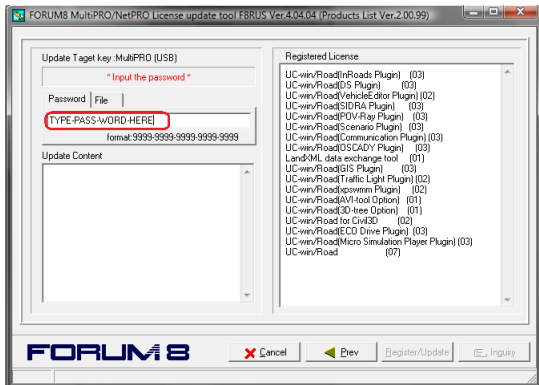 FORUM8 MultiPRO/NetPRO License update tool F8RUS Ver.4.04.04 (Products List Ver.2.00.99)
Update Taget key :MultiPRO (USB)
* Input the password *
Password File
TYPE-PASS-WORD-HERE
format:9999-9999-9999-9999-9999
Update Content
Registered License
UC-win/Road(InRoads Plugin) (03)
UC-win/Road(DS Plugin) (03)
UC-win/Road(VehicleEditor Plugin) (02)
UC-win/Road(SIDRA Plugin) (03)
UC-win/Road(POV-Ray Plugin) (03)
UC-win/Road(Scenario Plugin) (03)
UC-win/Road(Communication Plugin) (03)
UC-win/Road(OSCADY Plugin) (03)
LandXML data exchange tool (01)
UC-win/Road(GIS Plugin) (03)
UC-win/Road(Traffic Light Plugin) (02)
UC-win/Road(xpswmm Plugin) (02)
UC-win/Road(AVI-tool Option) (01)
UC-win/Road(3D-tree Option) (01)
UC-win/Road for Civil3D (02)
UC-win/Road(ECO Drive Plugin) (03)
UC-win/Road(Micro Simulation Player Plugin) (03)
UC-win/Road (07)
FORUM 8
Cancel
Prev
Register/Update
Inquiry